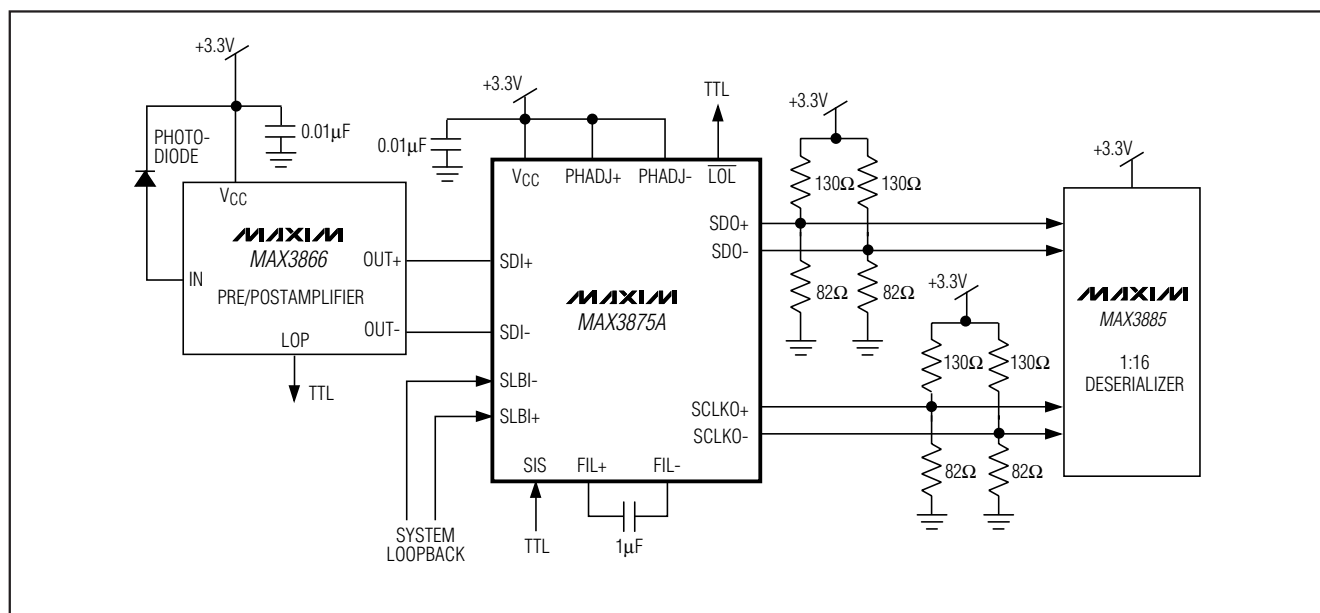 +3.3V
PHOTO-
DIODE
0.01µF
VCC
MAXIM
MAX3866
PRE/POSTAMPLIFIER
IN
OUT+
OUT-
LOP
TTL
+3.3V
0.01µF
TTL
VCC
PHADJ+
PHADJ-
LOL
SDI+
SDI-
SLBI-
SLBI+
MAXIM
MAX3875A
SDO+
SDO-
SCLKO+
SCLKO-
SIS
FIL+
FIL-
SYSTEM
LOOPBACK
TTL
1µF
+3.3V
130Ω
130Ω
82Ω
82Ω
+3.3V
130Ω
130Ω
82Ω
82Ω
+3.3V
MAXIM
MAX3885
1:16
DESERIALIZER